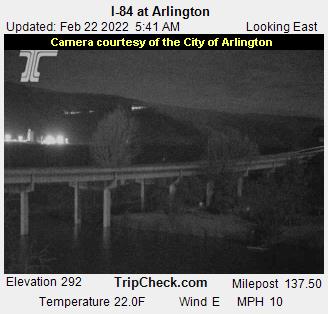 I-84 at Arlington
Updated: Feb 22 2022 5:41 AM Looking East
Camera courtesy of the City of Arlington
Elevation 292 TripCheck.com Milepost 137.50
Temperature 22.0F Wind E MPH 10